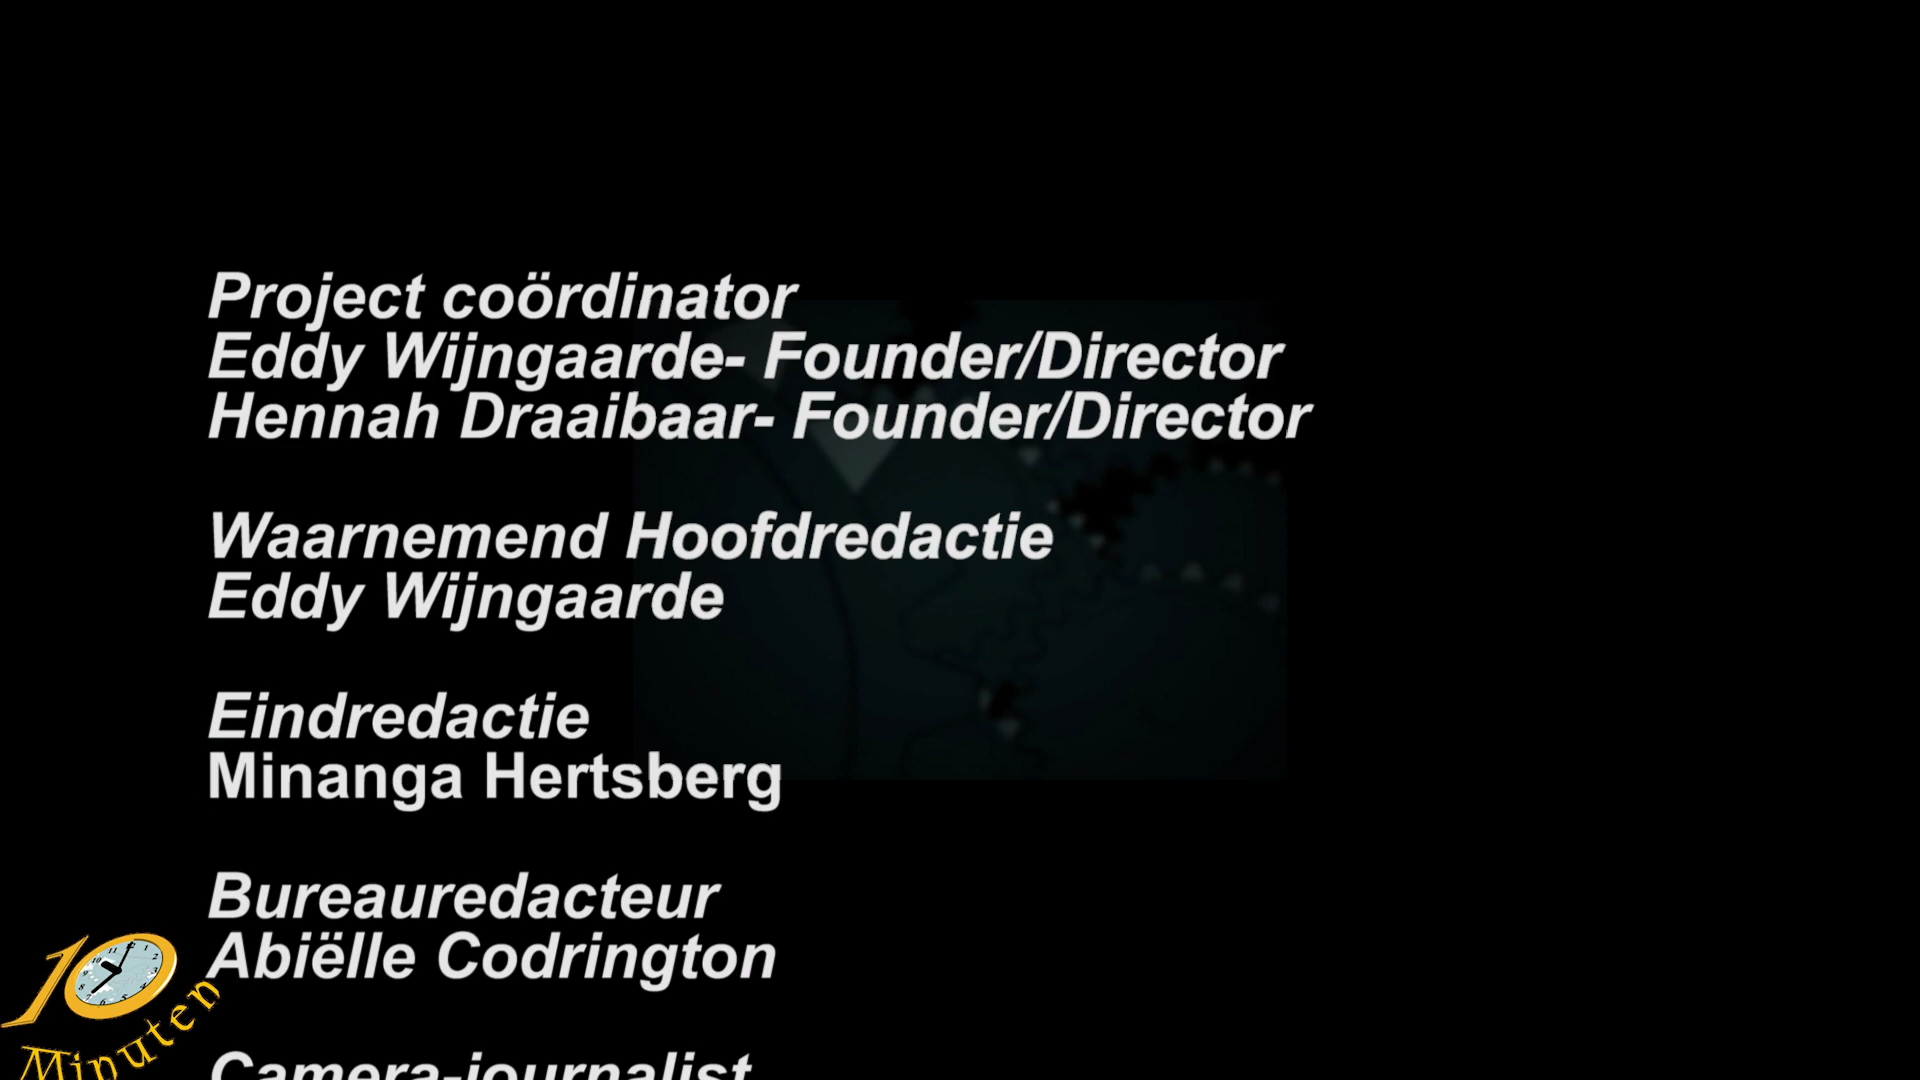 Project coördinator
Eddy Wijngaarde- Founder/Director
Hennah Draaibaar- Founder/Director
Waarnemend Hoofdredactie
Eddy Wijngaarde
Eindredactie
Minanga Hertsberg
Bureauredacteur
Abiëlle Codrington
Camera-journalist
10
Minuten